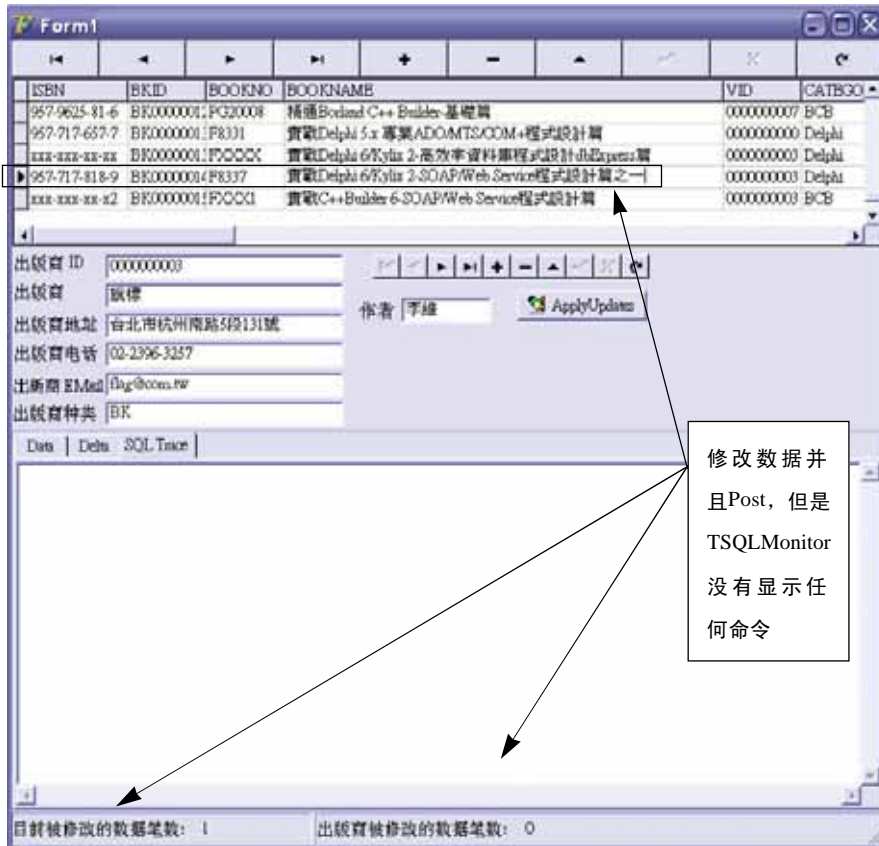 Form1
ISBN BKID BOOKNO BOOKNAME VID CATEGO
957-9625-81-6 BK0000001 PG20008 精通Borland C++ Builder-基礎篇 0000000007 BCB
957-717-657-7 BK0000001 F8331 實戰Delphi 5.x 專業ADO/MTS/COM+程式設計篇 0000000000 Delphi
xxx-xxx-xx-xx BK0000001 FXXXX 實戰Delphi 6/Kylix 2-高效率資料庫程式設計dbExpress篇 0000000003 Delphi
957-717-818-9 BK0000001 F8337 實戰Delphi 6/Kylix 2-SOAP/Web Service程式設計篇之一 0000000003 Delphi
xxx-xxx-xx-x2 BK0000001 實戰C++Builder 6-SOAP/Web Service程式設計篇 0000000003 BCB
出版商 ID 0000000003
出版商 旗標
作者 李維 ApplyUpdates
出版商地址 台北市杭州南路5段131號
出版商电话 02-2396-3257
出版商 EMail flag@com.tw
出版商种类 BK
Data Delta SQL Trace
修改数据并
且Post，但是
TSQLMonitor
没有显示任
何命令
目前被修改的数据笔数： 1 出版商被修改的数据笔数： 0